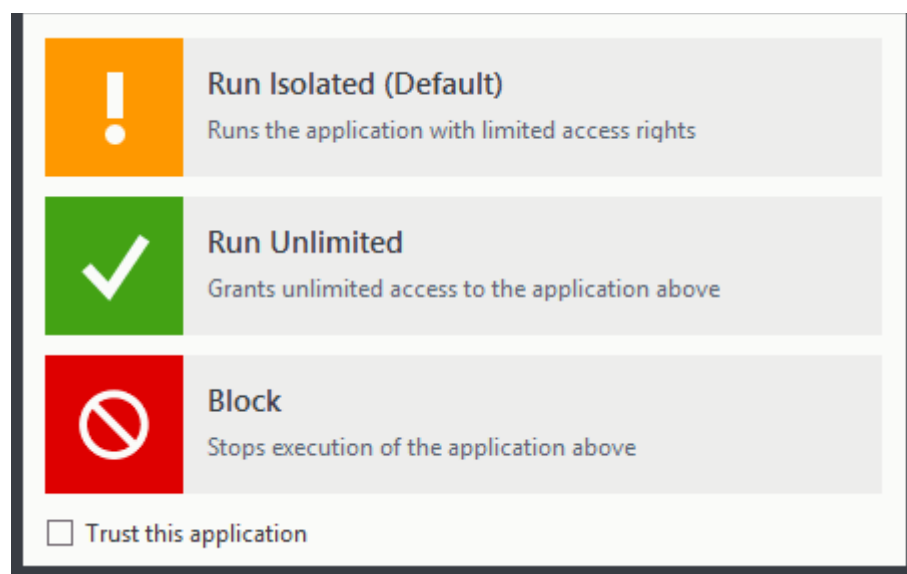 Run Isolated (Default)
Runs the application with limited access rights
Run Unlimited
Grants unlimited access to the application above
Block
Stops execution of the application above
Trust this application